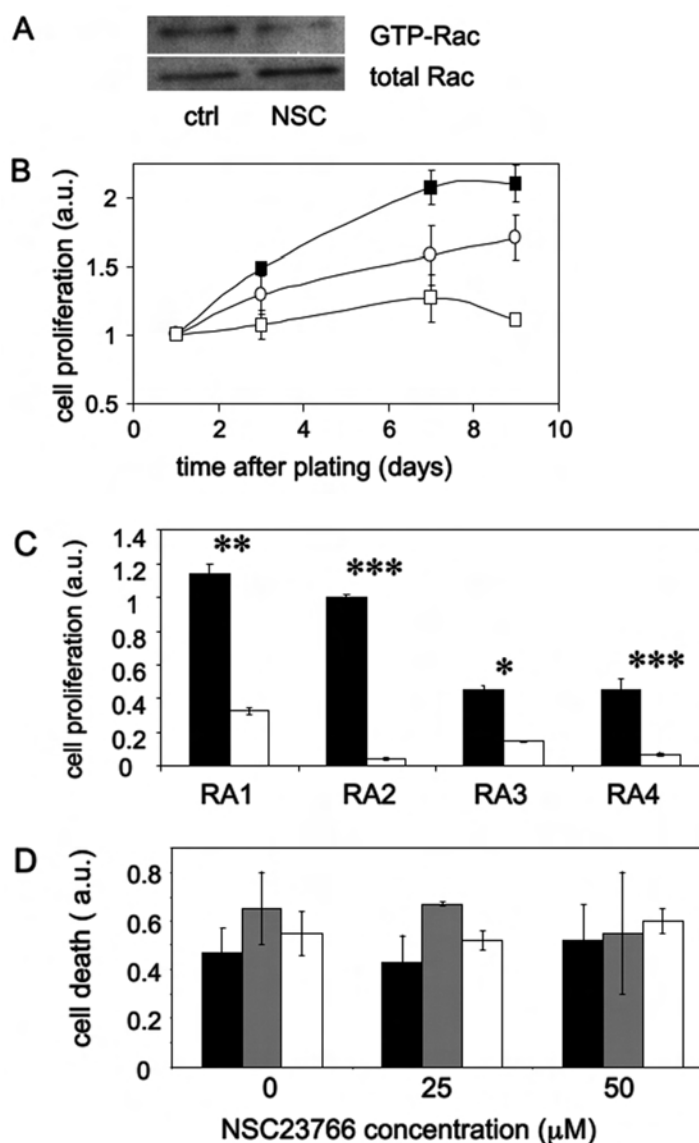 A
GTP-Rac
total Rac
ctrl NSC
B
cell proliferation (a.u.)
2
1.5
1
0.5
0 2 4 6 8 10
time after plating (days)
C
cell proliferation (a.u.)
1.4
1.2
1
0.8
0.6
0.4
0.2
0
** *** * ***
RA1 RA2 RA3 RA4
D
cell death ( a.u.)
0.8
0.6
0.4
0.2
0
0 25 50
NSC23766 concentration (μM)